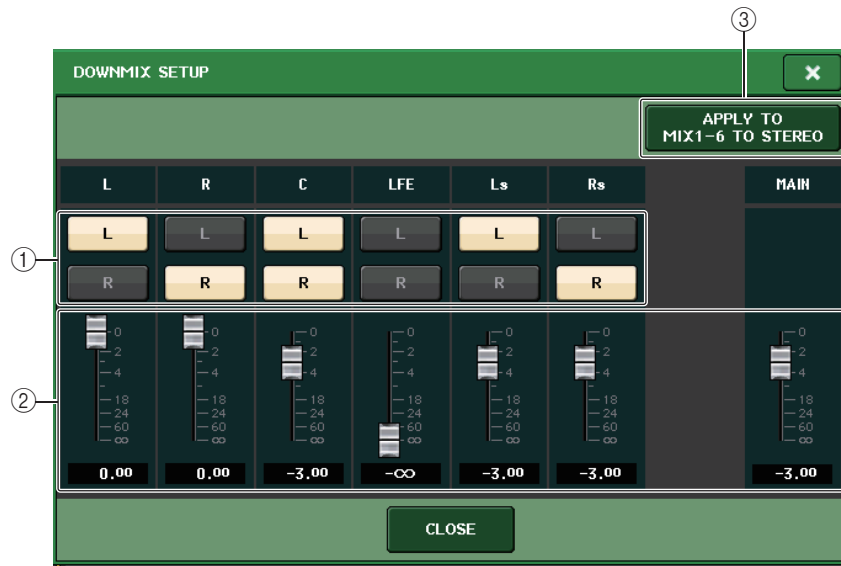 ③
DOWNMIX SETUP ×
APPLY TO
MIX1-6 TO STEREO
L R C LFE Ls Rs MAIN
① L L L L L L
R R R R R R
② 0 0 0 0 0 0 0
2 2 2 2 2 2 2
4 4 4 4 4 4 4
18 18 18 18 18 18 18
24 24 24 24 24 24 24
60 60 60 60 60 60 60
∞ ∞ ∞ ∞ ∞ ∞ ∞
0.00 0.00 -3.00 -∞ -3.00 -3.00 -3.00
CLOSE